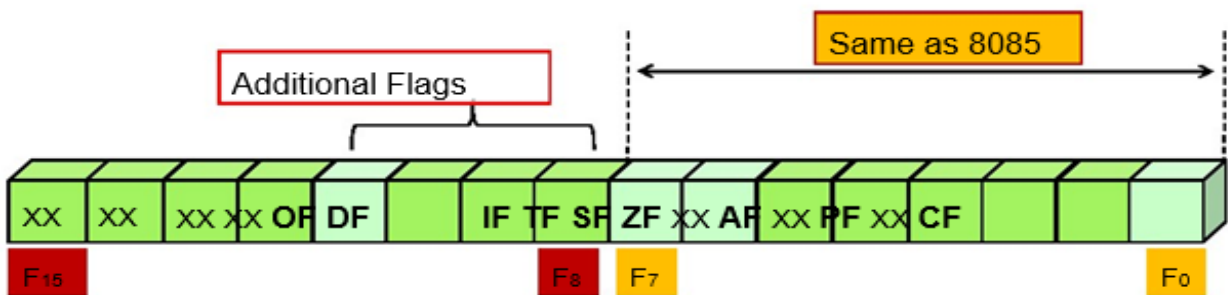 Same as 8085
Additional Flags
XX XX XX XX OF DF IF TF SF ZF XX AF XX PF XX CF
F15 F8 F7 F0